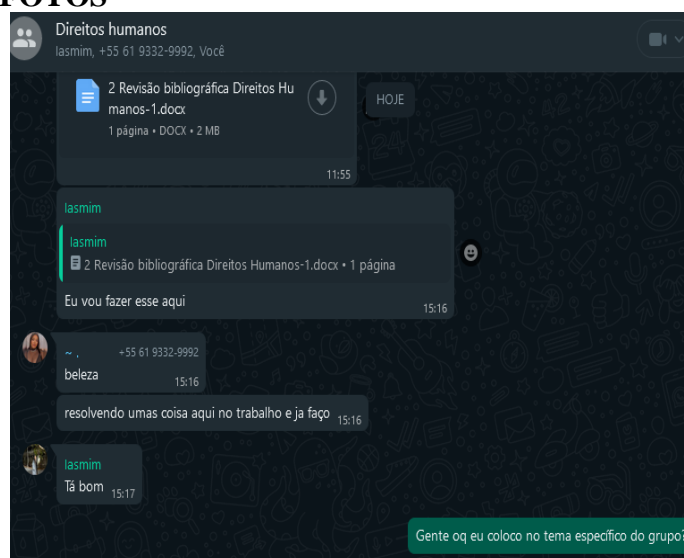 FOTOS
Direitos humanos
Iasmim, +55 61 9332-9992, Você
2 Revisão bibliográfica Direitos Hu
manos-1.docx
1 página • DOCX • 2 MB
HOJE
11:55
Iasmim
Iasmim
2 Revisão bibliográfica Direitos Humanos-1.docx • 1 página
Eu vou fazer esse aqui
15:16
~ .
+55 61 9332-9992
beleza
15:16
resolvendo umas coisa aqui no trabalho e ja faço
15:16
Iasmim
Tá bom
15:17
Gente oq eu coloco no tema específico do grupo?